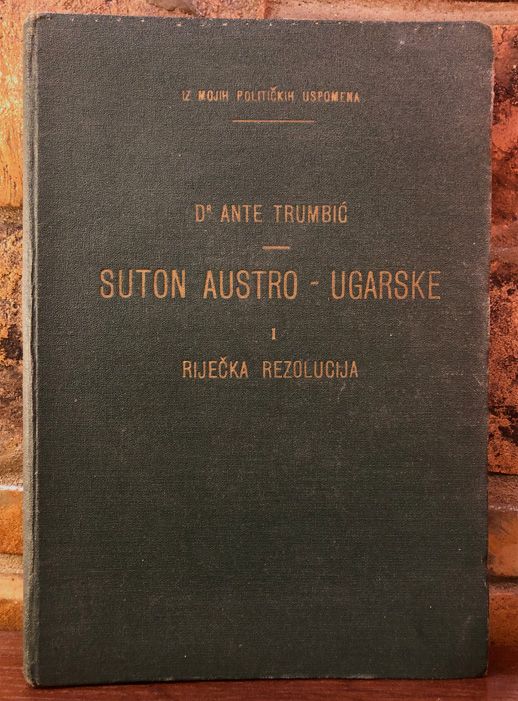 IZ MOJIH POLITIČKIH USPOMENA
Dʳ ANTE TRUMBIĆ
SUTON AUSTRO - UGARSKE
I
RIJEČKA REZOLUCIJA